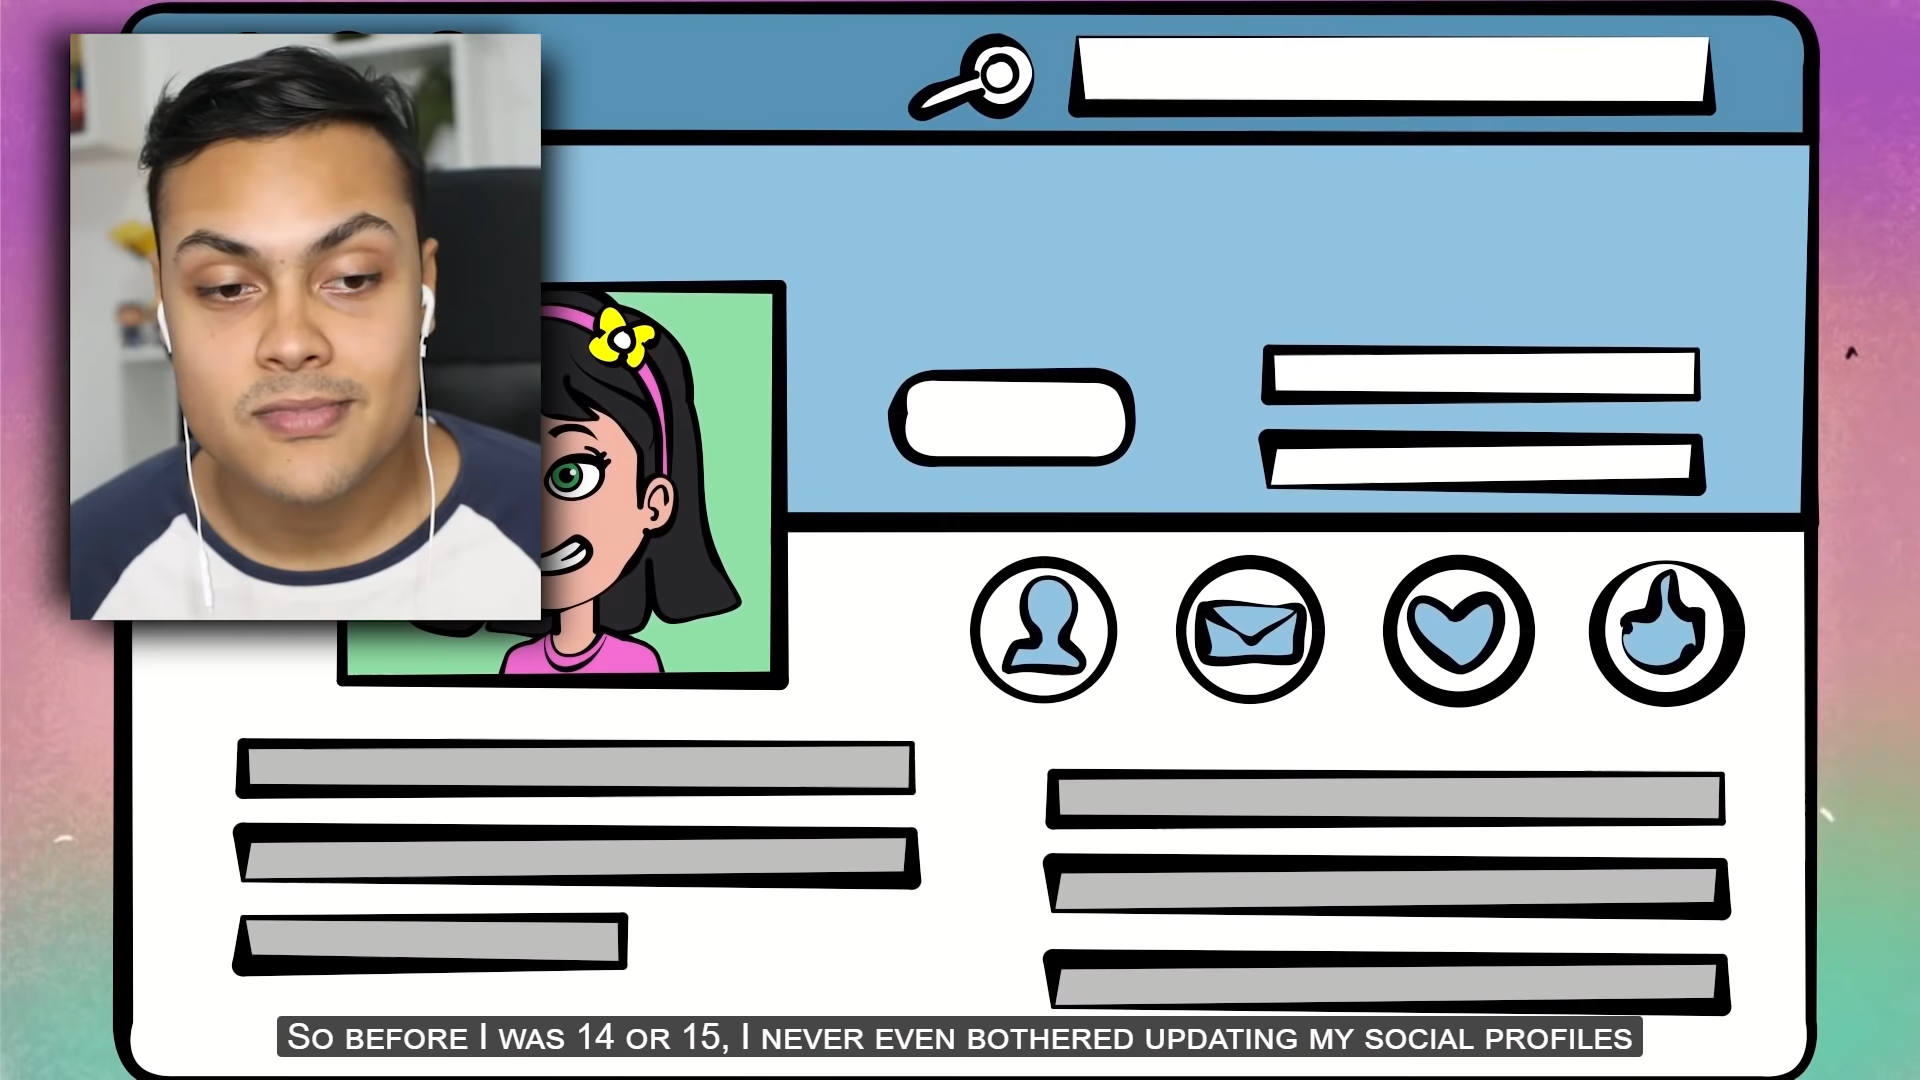 So before I was 14 or 15, I never even bothered updating my social profiles